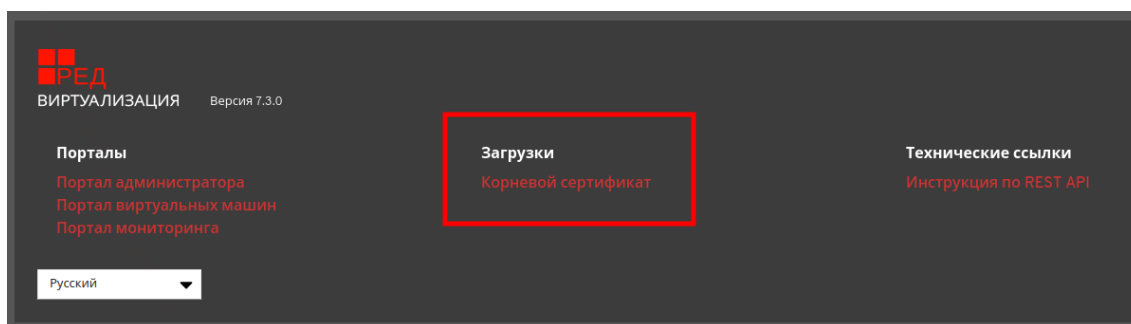 РЕД
ВИРТУАЛИЗАЦИЯ Версия 7.3.0
Порталы
Портал администратора
Портал виртуальных машин
Портал мониторинга
Загрузки
Корневой сертификат
Технические ссылки
Инструкция по REST API
Русский